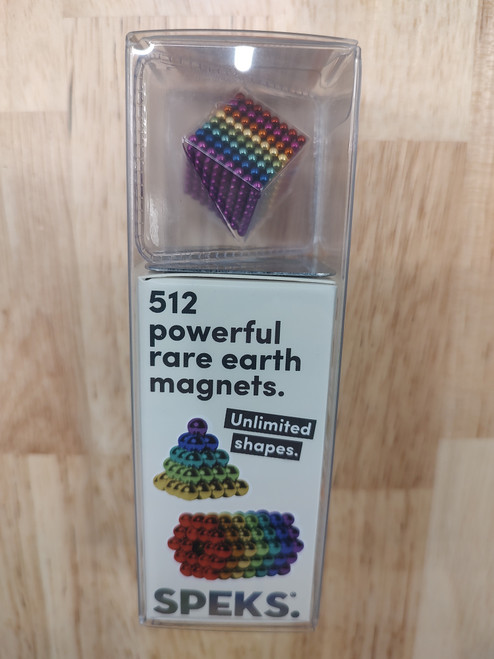 512
powerful
rare earth
magnets.
Unlimited
shapes.
SPEKS.